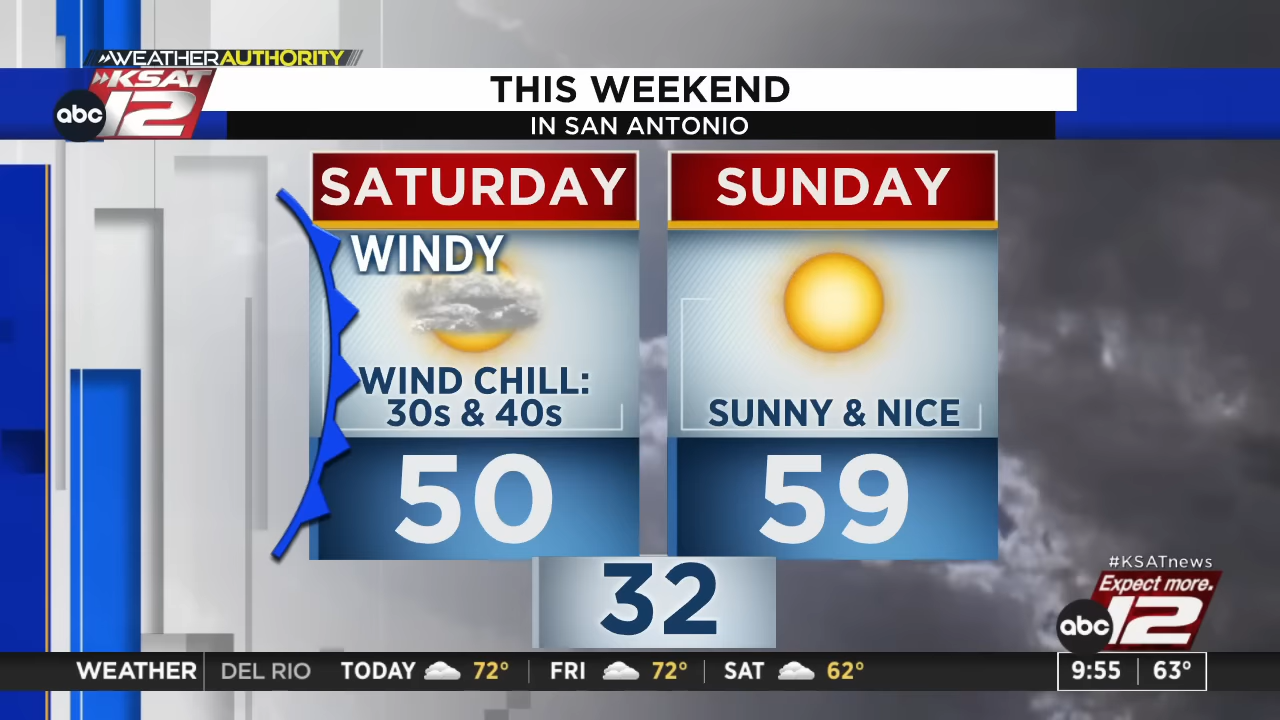 WEATHERAUTHORITY
KSAT
abc 12
THIS WEEKEND
IN SAN ANTONIO
SATURDAY
WINDY
WIND CHILL:
30s & 40s
50
SUNDAY
SUNNY & NICE
59
32
#KSATnews
Expect more.
abc 12
WEATHER DEL RIO TODAY 72° FRI 72° SAT 62° 9:55 63°